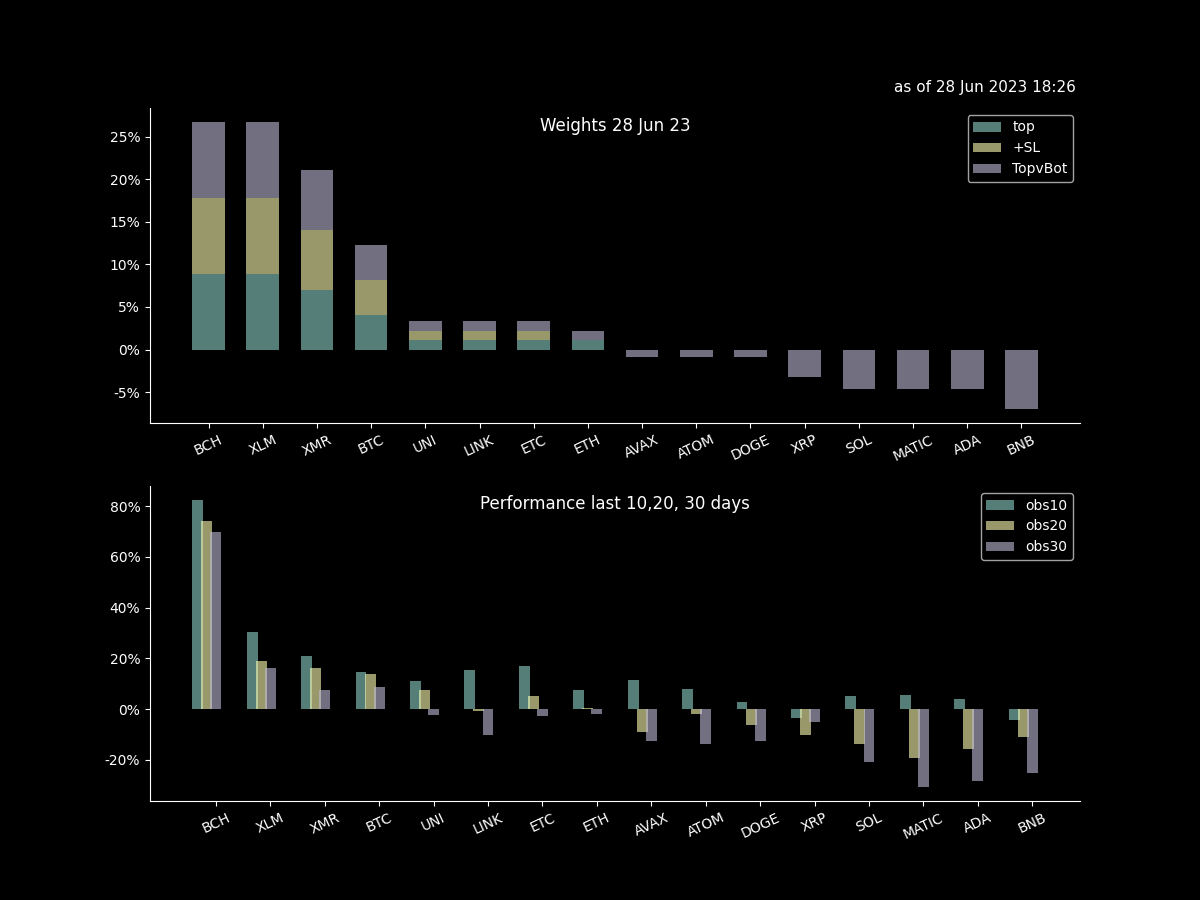 as of 28 Jun 2023 18:26
Weights 28 Jun 23
top
+SL
TopvBot
25%
20%
15%
10%
5%
0%
-5%
BCH XLM XMR BTC UNI LINK ETC ETH AVAX ATOM DOGE XRP SOL MATIC ADA BNB
Performance last 10,20, 30 days
obs10
obs20
obs30
80%
60%
40%
20%
0%
-20%
BCH XLM XMR BTC UNI LINK ETC ETH AVAX ATOM DOGE XRP SOL MATIC ADA BNB